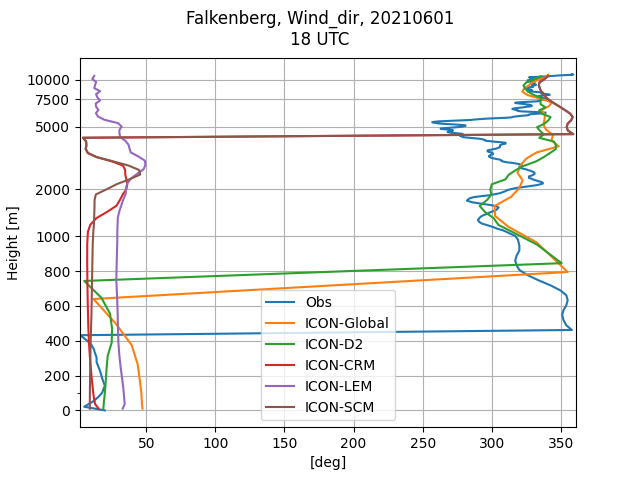 Falkenberg, Wind_dir, 20210601
18 UTC
10000
7500
5000
2000
1000
800
600
400
200
0
Height [m]
Obs
ICON-Global
ICON-D2
ICON-CRM
ICON-LEM
ICON-SCM
50 100 150 200 250 300 350
[deg]